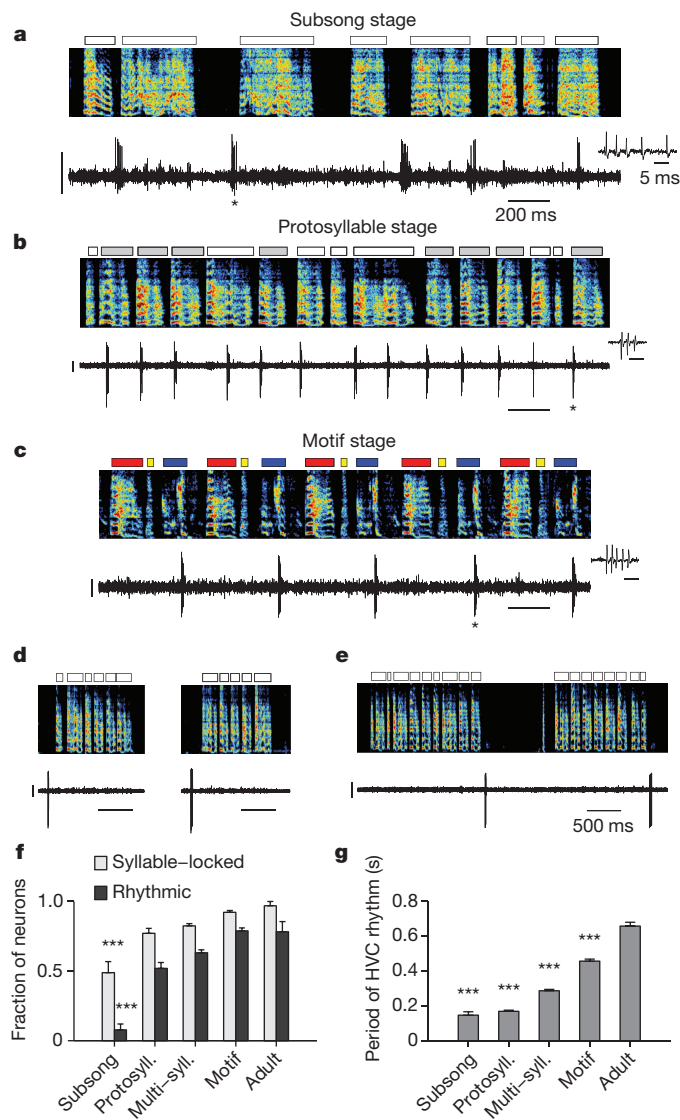 Subsong stage
a
5 ms
*
200 ms
Protosyllable stage
b
*
Motif stage
c
*
d
e
500 ms
f
g
Syllable–locked
Rhythmic
Fraction of neurons
1.0
0.5
0
***
***
Subsong
Protosyll.
Multi–syll.
Motif
Adult
Period of HVC rhythm (s)
0.8
0.6
0.4
0.2
0
***
***
***
***
Subsong
Protosyll.
Multi–syll.
Motif
Adult